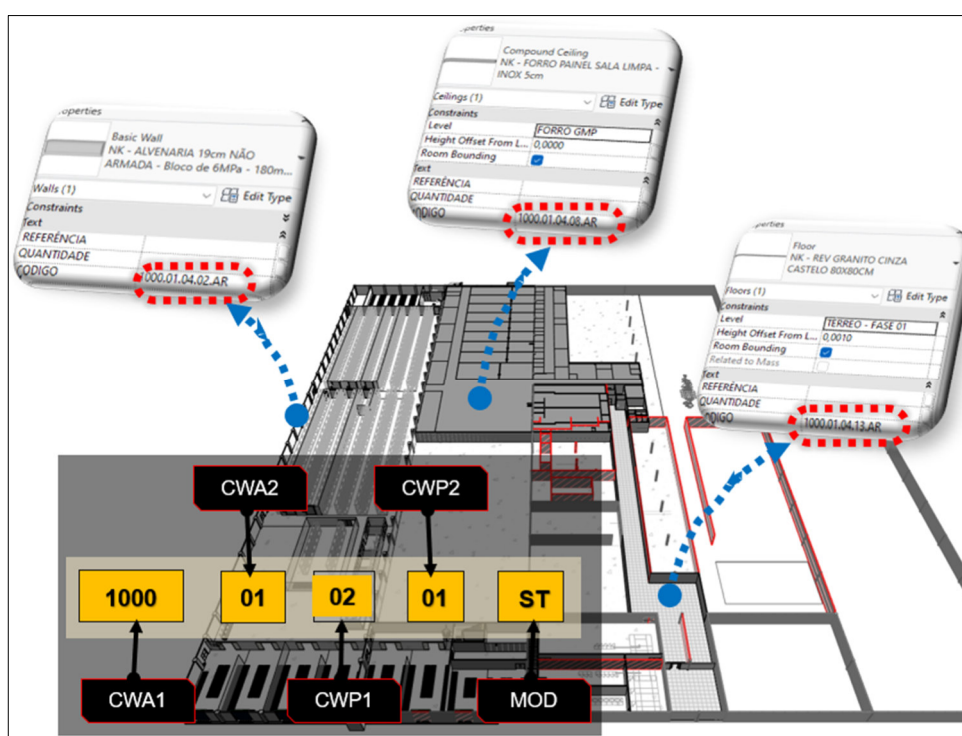 operties
Compound Ceiling
NK - FORRO PAINEL SALA LIMPA -
INOX 5cm
Ceilings (1)
Edit Type
Constraints
Level
FORRO GMP
Height Offset From L...
0,0000
Room Bounding
Text
REFERÊNCIA
QUANTIDADE
CÓDIGO
1000.01.04.08.AR
operties
Basic Wall
NK - ALVENARIA 19cm NÃO
ARMADA - Bloco de 6MPa - 180m...
Walls (1)
Edit Type
Constraints
Text
REFERÊNCIA
QUANTIDADE
CODIGO
1000.01.04.02.AR
operties
Floor
NK - REV GRANITO CINZA
CASTELO 80X80CM
Floors (1)
Edit Type
Constraints
Level
TERREO - FASE 01
Height Offset From L...
0,0010
Room Bounding
Related to Mass
Text
REFERÊNCIA
QUANTIDADE
CODIGO
1000.01.04.13.AR
CWA2
CWP2
1000
01
02
01
ST
CWA1
CWP1
MOD